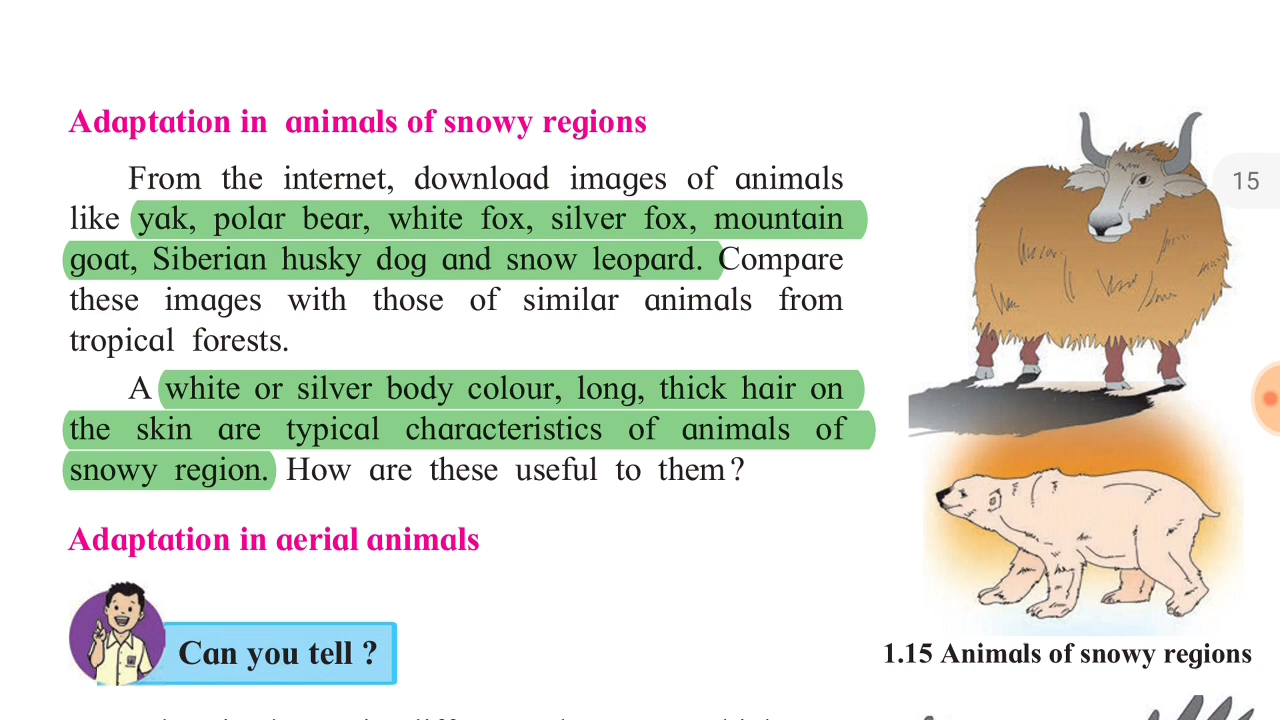 Adaptation in animals of snowy regions
From the internet, download images of animals
like yak, polar bear, white fox, silver fox, mountain
goat, Siberian husky dog and snow leopard. Compare
these images with those of similar animals from
tropical forests.
A white or silver body colour, long, thick hair on
the skin are typical characteristics of animals of
snowy region. How are these useful to them?
15
1.15 Animals of snowy regions
Adaptation in aerial animals
Can you tell ?